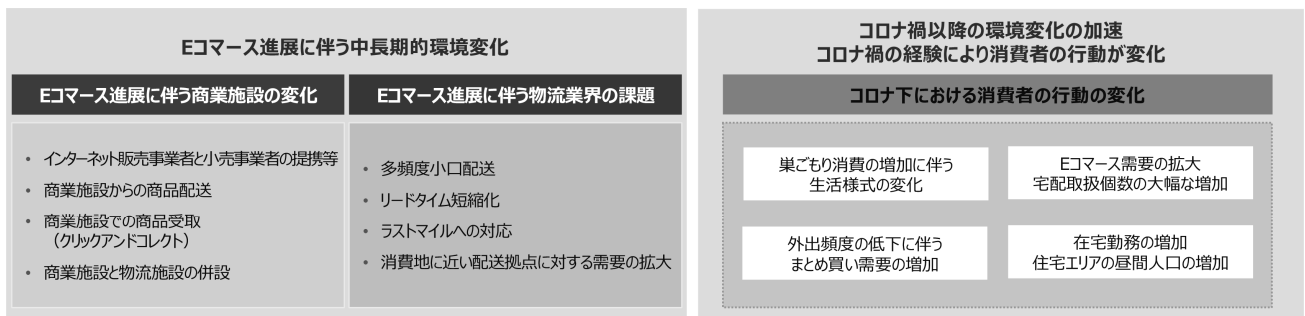 Eコマース進展に伴う中長期的環境変化
Eコマース進展に伴う商業施設の変化
• インターネット販売事業者と小売事業者の提携等
• 商業施設からの商品配送
• 商業施設での商品受取
（クリックアンドコレクト）
• 商業施設と物流施設の併設
Eコマース進展に伴う物流業界の課題
• 多頻度小口配送
• リードタイム短縮化
• ラストマイルへの対応
• 消費地に近い配送拠点に対する需要の拡大
コロナ禍以降の環境変化の加速
コロナ禍の経験により消費者の行動が変化
コロナ下における消費者の行動の変化
巣ごもり消費の増加に伴う
生活様式の変化
Eコマース需要の拡大
宅配取扱個数の大幅な増加
外出頻度の低下に伴う
まとめ買い需要の増加
在宅勤務の増加
住宅エリアの昼間人口の増加